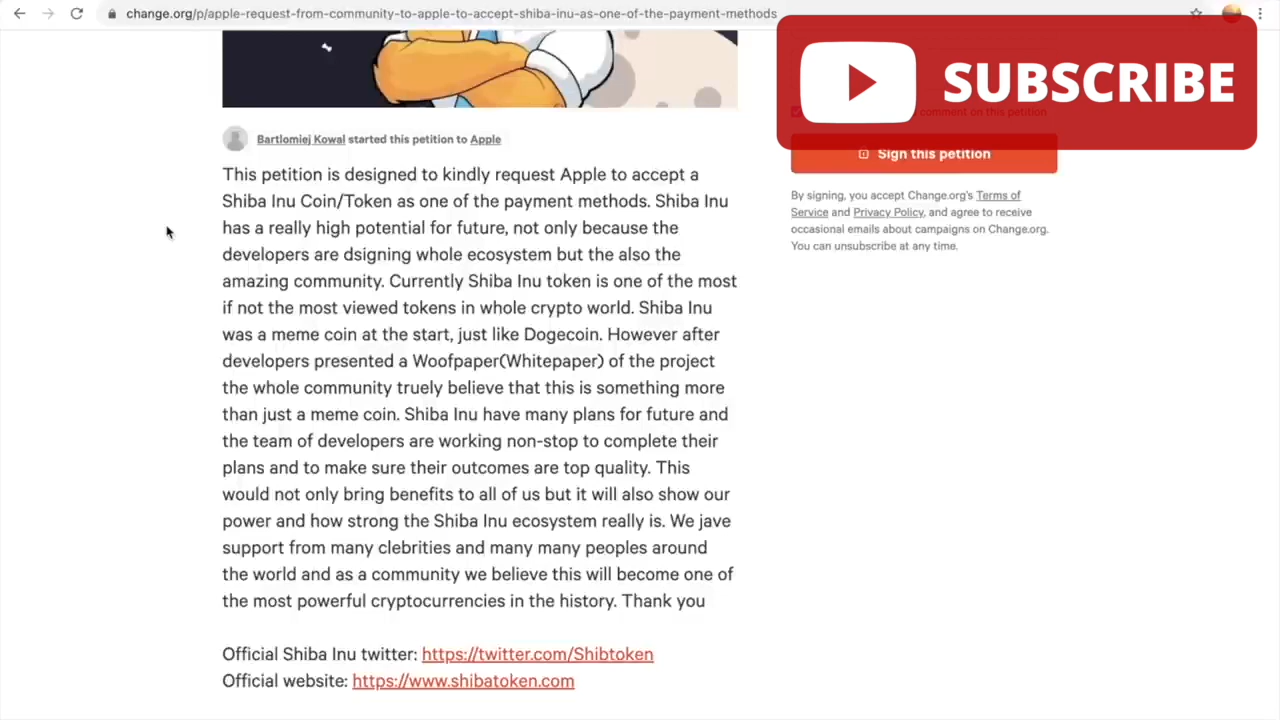 change.org/p/apple-request-from-community-to-apple-to-accept-shiba-inu-as-one-of-the-payment-methods
SUBSCRIBE
Bartlomiej Kowal started this petition to Apple
This petition is designed to kindly request Apple to accept a
Shiba Inu Coin/Token as one of the payment methods. Shiba Inu
has a really high potential for future, not only because the
developers are dsigning whole ecosystem but the also the
amazing community. Currently Shiba Inu token is one of the most
if not the most viewed tokens in whole crypto world. Shiba Inu
was a meme coin at the start, just like Dogecoin. However after
developers presented a Woofpaper(Whitepaper) of the project
the whole community truely believe that this is something more
than just a meme coin. Shiba Inu have many plans for future and
the team of developers are working non-stop to complete their
plans and to make sure their outcomes are top quality. This
would not only bring benefits to all of us but it will also show our
power and how strong the Shiba Inu ecosystem really is. We jave
support from many clebrities and many many peoples around
the world and as a community we believe this will become one of
the most powerful cryptocurrencies in the history. Thank you
Official Shiba Inu twitter: https://twitter.com/Shibtoken
Official website: https://www.shibatoken.com
comment on this petition
Sign this petition
By signing, you accept Change.org's Terms of
Service and Privacy Policy, and agree to receive
occasional emails about campaigns on Change.org.
You can unsubscribe at any time.